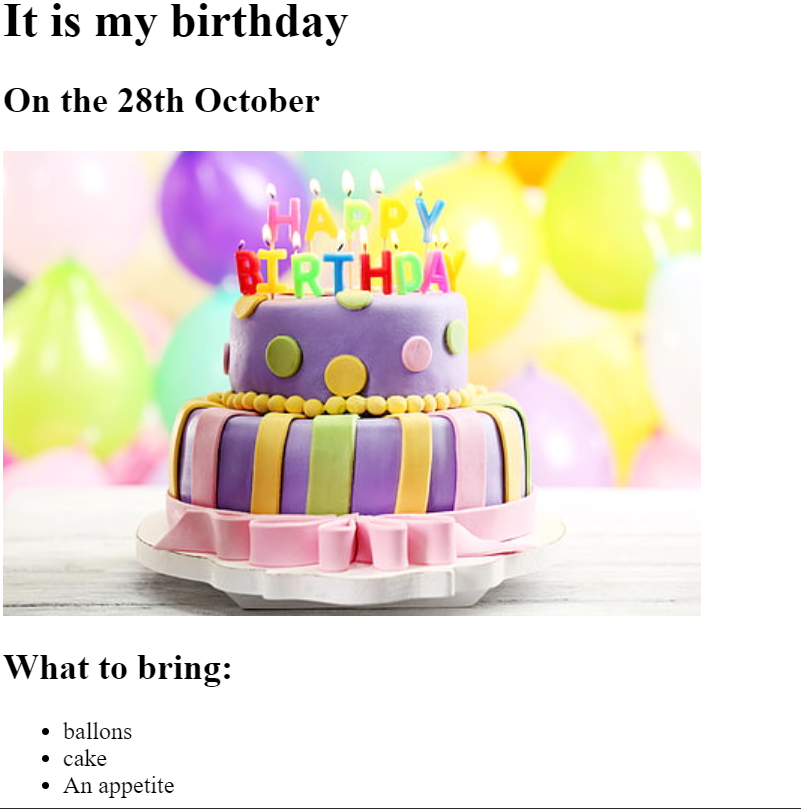 It is my birthday
On the 28th October
HAPPY
BIRTHDAY
What to bring:
ballons
cake
An appetite